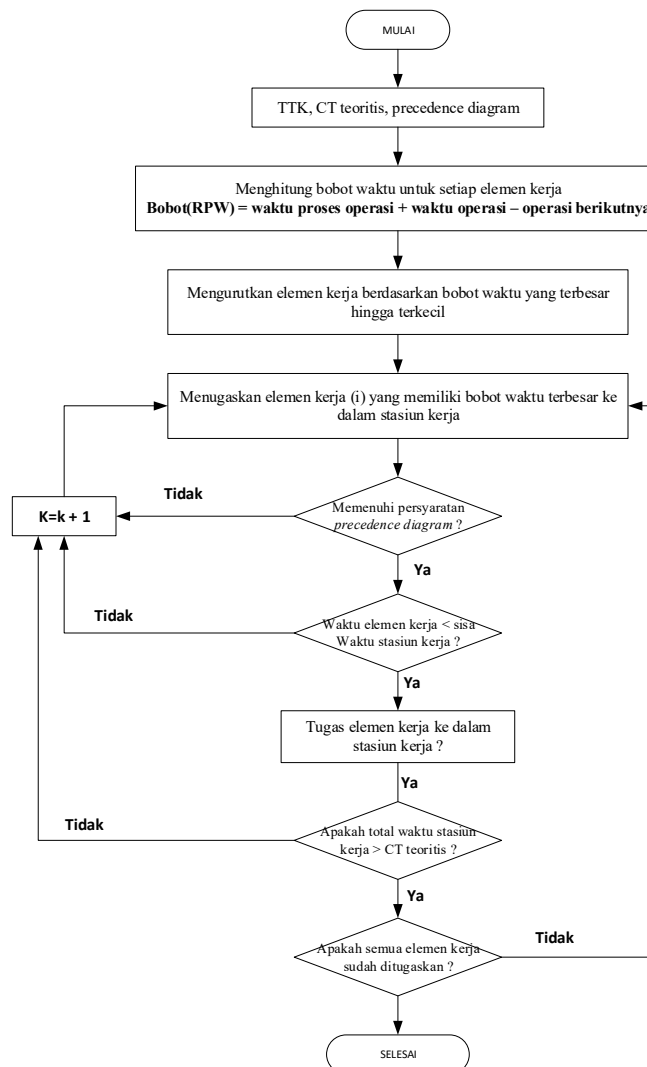 MULAI
TTK, CT teoritis, precedence diagram
Menghitung bobot waktu untuk setiap elemen kerja
Bobot(RPW) = waktu proses operasi + waktu operasi – operasi berikutnya
Mengurutkan elemen kerja berdasarkan bobot waktu yang terbesar
hingga terkecil
Menugaskan elemen kerja (i) yang memiliki bobot waktu terbesar ke
dalam stasiun kerja
Tidak
K=k + 1
Memenuhi persyaratan
precedence diagram ?
Ya
Tidak
Waktu elemen kerja < sisa
Waktu stasiun kerja ?
Ya
Tugas elemen kerja ke dalam
stasiun kerja ?
Ya
Tidak
Apakah total waktu stasiun
kerja > CT teoritis ?
Ya
Apakah semua elemen kerja
sudah ditugaskan ?
Tidak
SELESAI